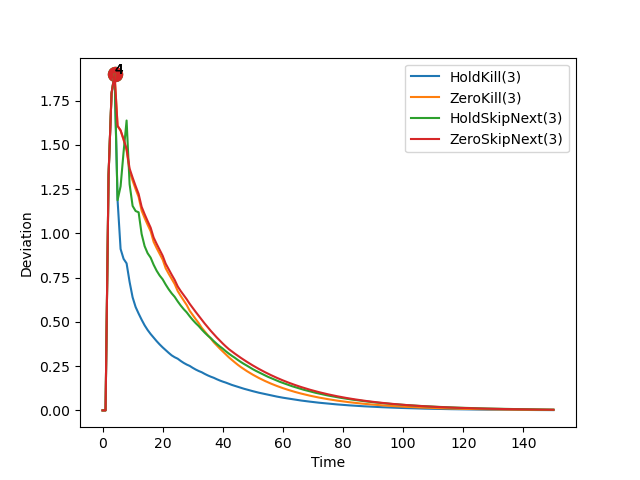 4
HoldKill(3)
ZeroKill(3)
HoldSkipNext(3)
ZeroSkipNext(3)
1.75
1.50
1.25
1.00
0.75
0.50
0.25
0.00
Deviation
0 20 40 60 80 100 120 140
Time